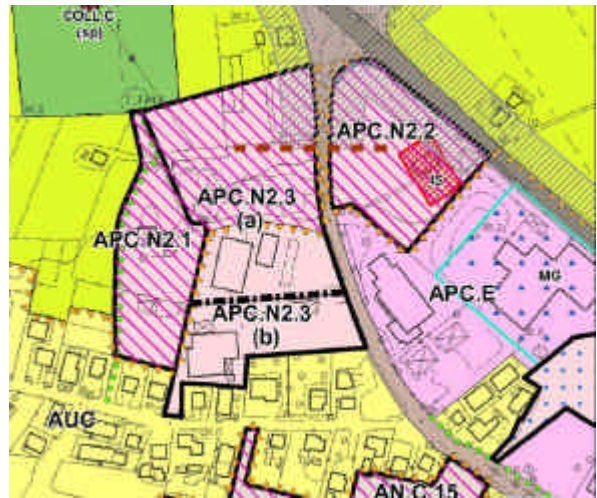 COLL.C
(sp)
APC.N2.2
IS
APC.N2.3
(a)
APC.N2.1
MG
APC.E
APC.N2.3
(b)
AUC
AN.C.15